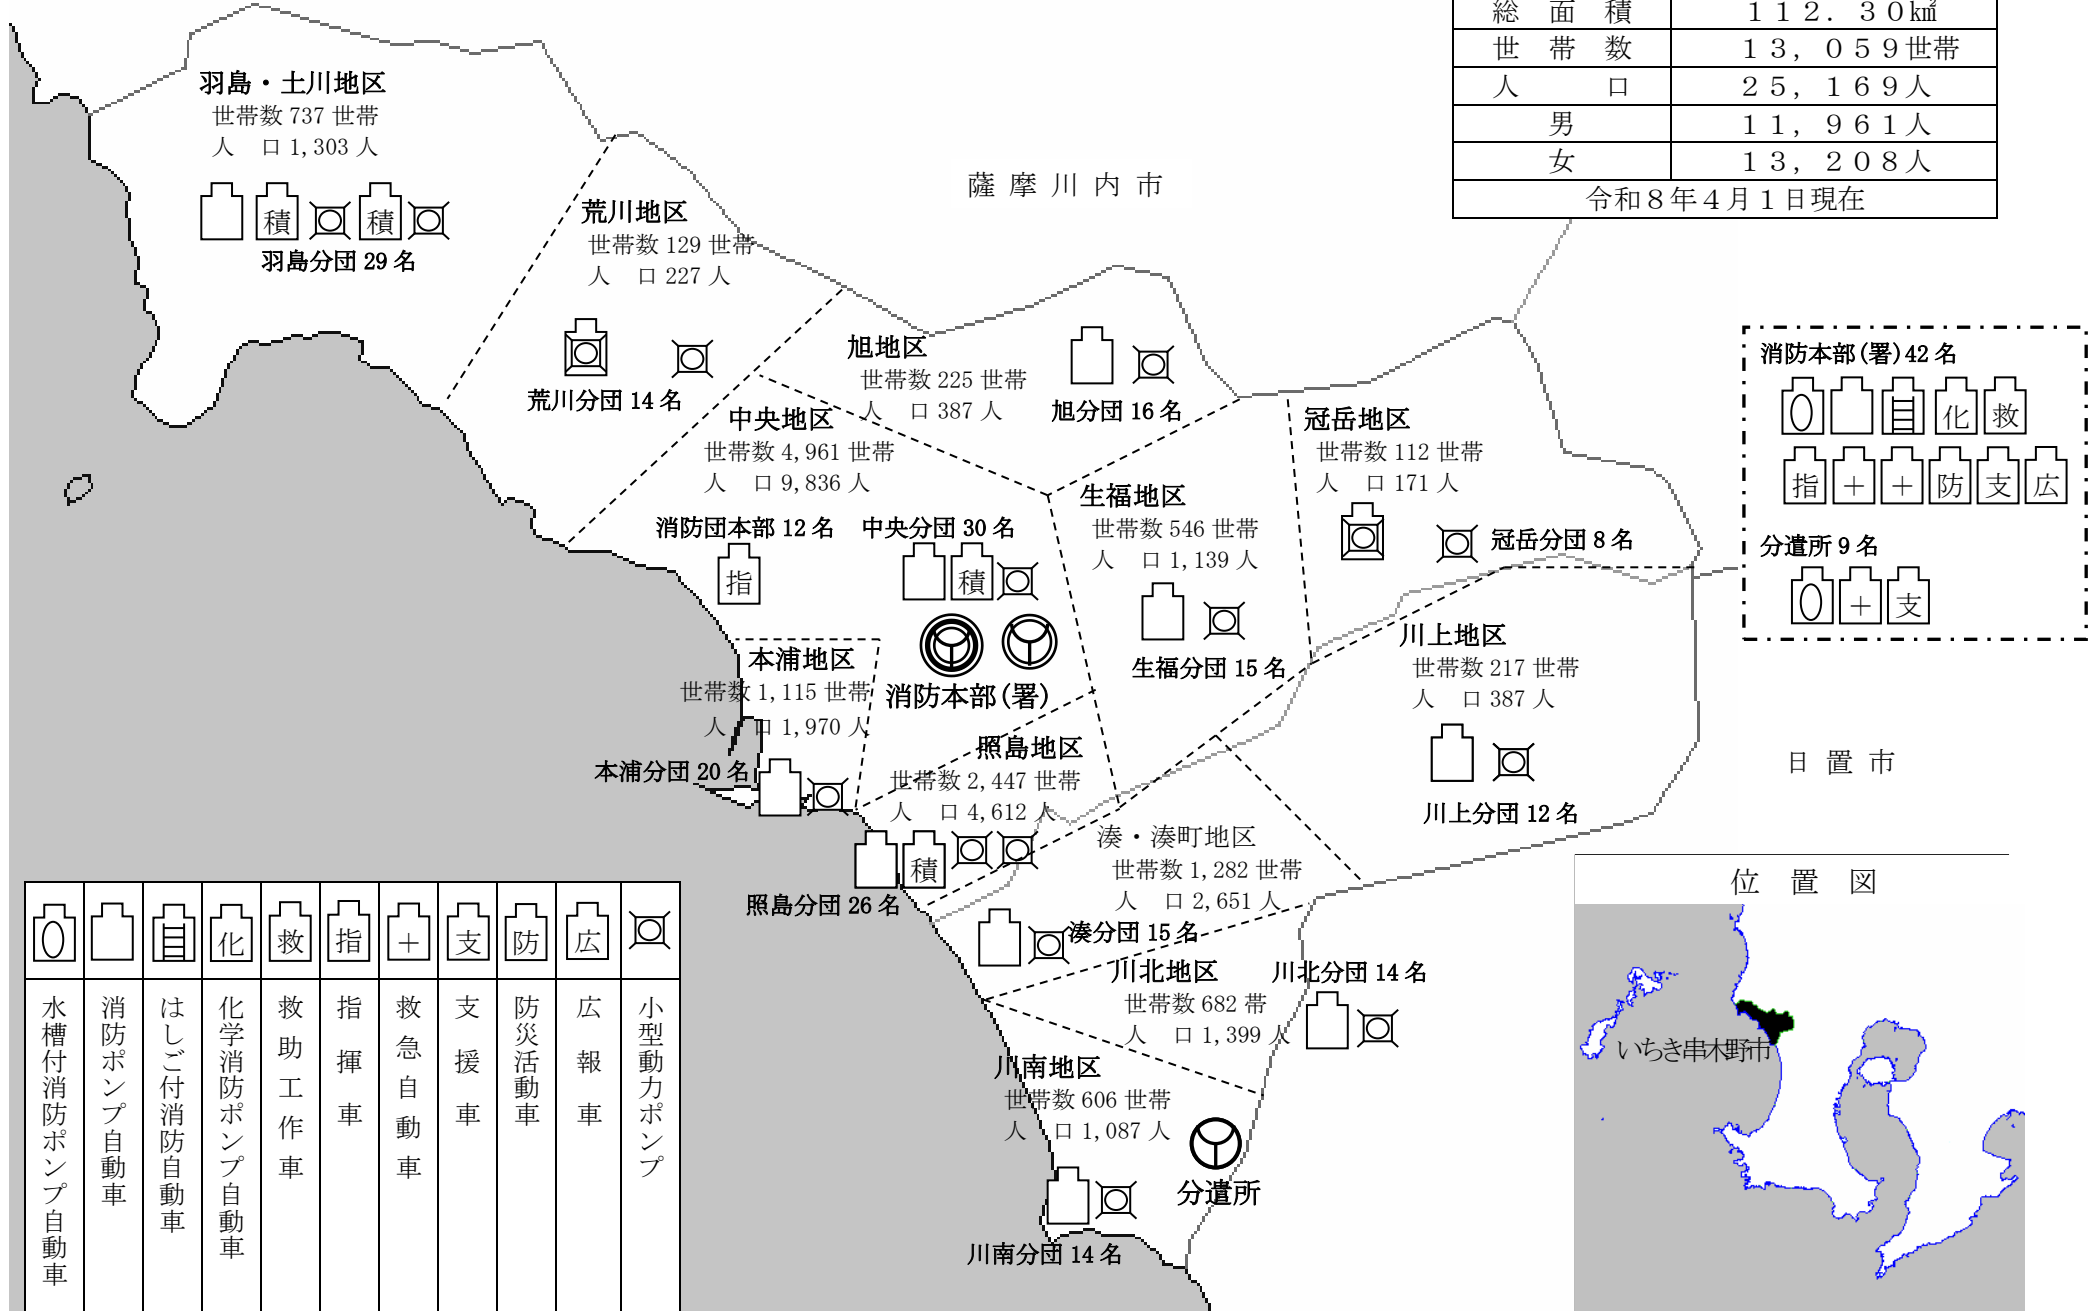 総面積 112.30㎢
世帯数 13,059世帯
人口 25,169人
男 11,961人
女 13,208人
令和8年4月1日現在
薩摩川内市
羽島・土川地区
世帯数 737 世帯
人　口 1,303 人
積 積
羽島分団 29 名
荒川地区
世帯数 129 世帯
人　口 227 人
荒川分団 14 名
旭地区
世帯数 225 世帯
人　口 387 人
旭分団 16 名
中央地区
世帯数 4,961 世帯
人　口 9,836 人
消防団本部 12 名
指
中央分団 30 名
積
消防本部(署)
冠岳地区
世帯数 112 世帯
人　口 171 人
冠岳分団 8 名
生福地区
世帯数 546 世帯
人　口 1,139 人
生福分団 15 名
消防本部(署)42 名
化 救
指 ＋ ＋ 防 支 広
分遣所 9 名
＋ 支
川上地区
世帯数 217 世帯
人　口 387 人
川上分団 12 名
日置市
本浦地区
世帯数 1,115 世帯
人　口 1,970 人
本浦分団 20 名
照島地区
世帯数 2,447 世帯
人　口 4,612 人
積
照島分団 26 名
湊・湊町地区
世帯数 1,282 世帯
人　口 2,651 人
湊分団 15 名
川北地区
世帯数 682 帯
人　口 1,399 人
川北分団 14 名
川南地区
世帯数 606 世帯
人　口 1,087 人
分遣所
川南分団 14 名
化 救 指 ＋ 支 防 広
水槽付消防ポンプ自動車
消防ポンプ自動車
はしご付消防自動車
化学消防ポンプ自動車
救助工作車
指揮車
救急自動車
支援車
防災活動車
広報車
小型動力ポンプ
位置図
いちき串木野市